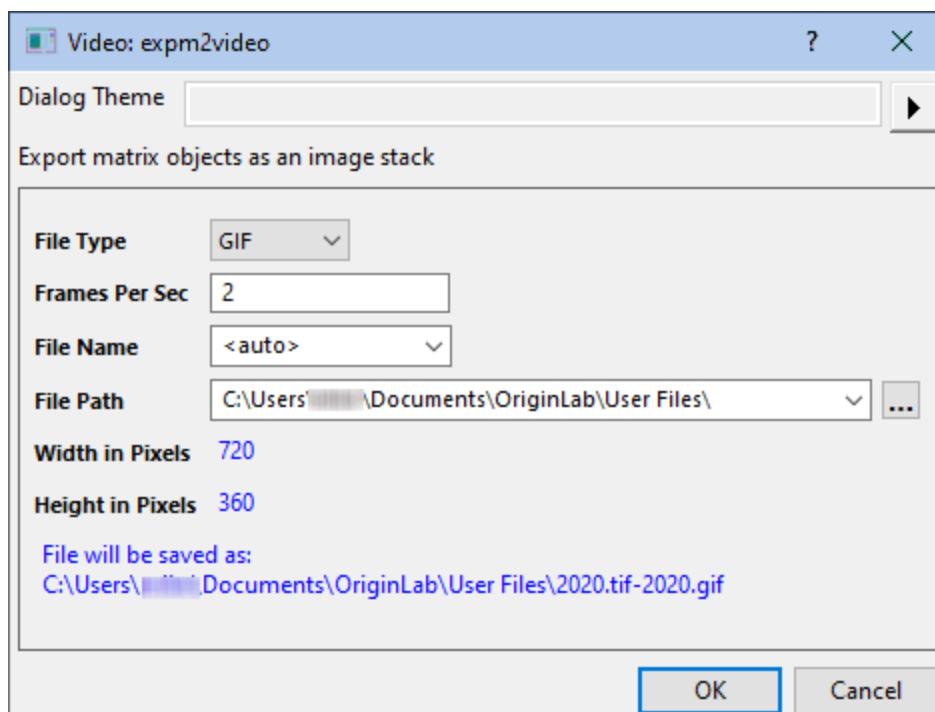 Video: expm2video ? ×
Dialog Theme
Export matrix objects as an image stack
File Type GIF
Frames Per Sec 2
File Name <auto>
File Path C:\Users\ \Documents\OriginLab\User Files\ ...
Width in Pixels 720
Height in Pixels 360
File will be saved as:
C:\Users\ \Documents\OriginLab\User Files\2020.tif-2020.gif
OK Cancel